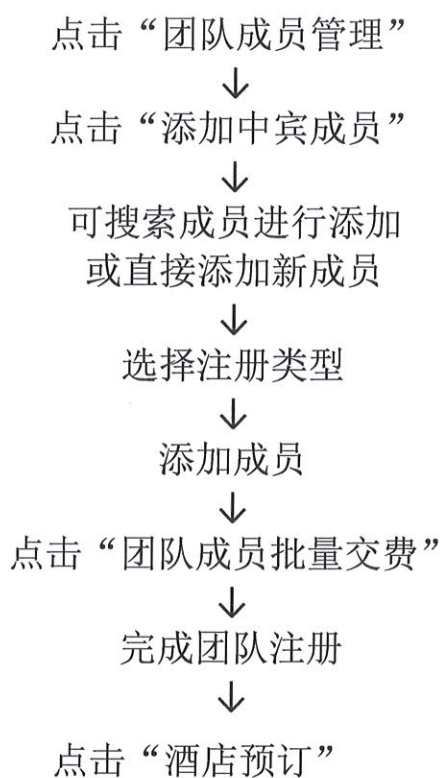 点击“团队成员管理”
↓
点击“添加中宾成员”
↓
可搜索成员进行添加
或直接添加新成员
↓
选择注册类型
↓
添加成员
↓
点击“团队成员批量交费”
↓
完成团队注册
↓
点击“酒店预订”